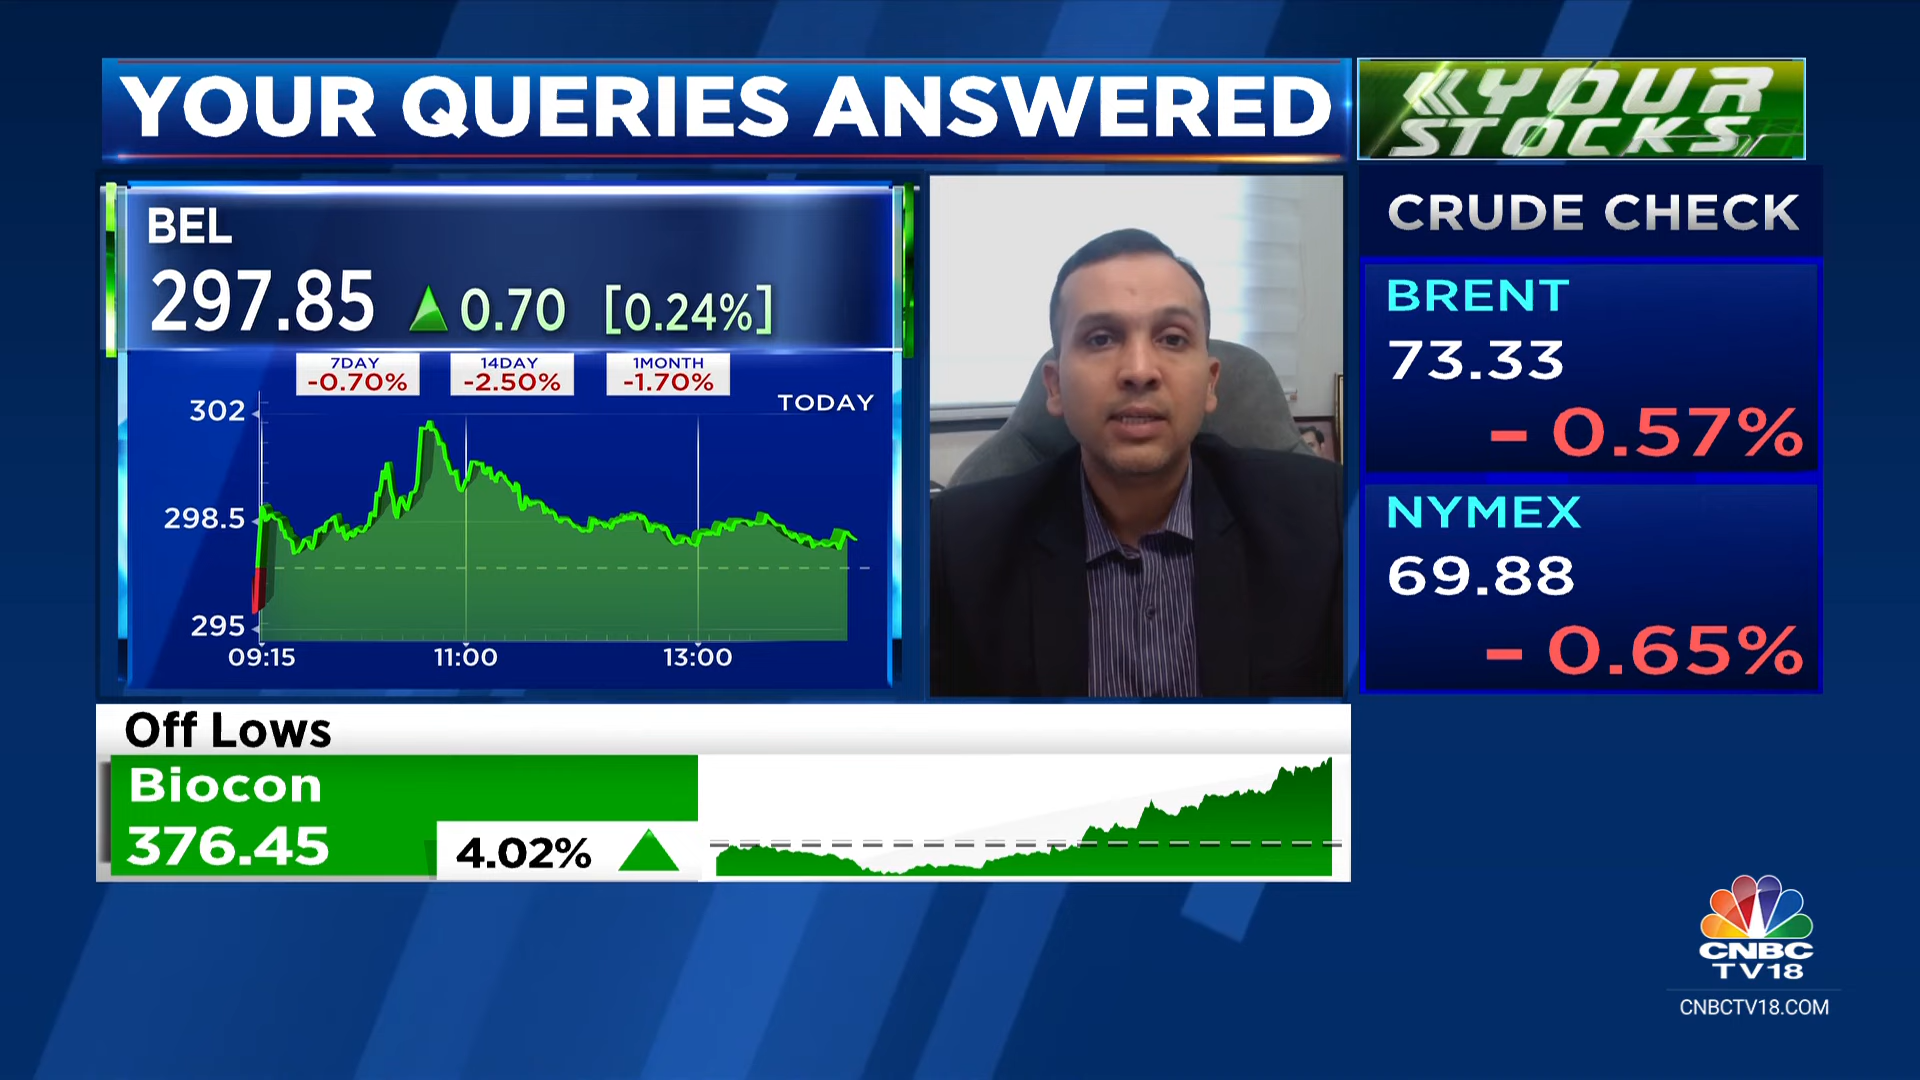 YOUR QUERIES ANSWERED
YOUR
STOCKS
BEL
297.85 ▲ 0.70 [0.24%]
7DAY
-0.70%
14DAY
-2.50%
1MONTH
-1.70%
TODAY
302
298.5
295
09:15 11:00 13:00
CRUDE CHECK
BRENT
73.33
- 0.57%
NYMEX
69.88
- 0.65%
Off Lows
Biocon
376.45
4.02% ▲
CNBC
TV18
CNBCTV18.COM